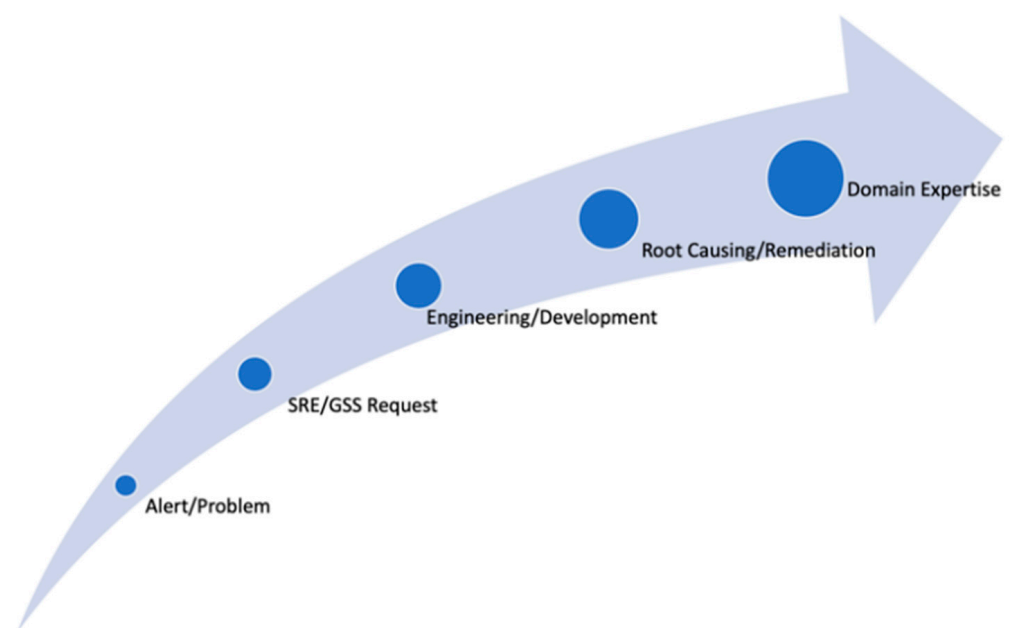 Domain Expertise
Root Causing/Remediation
Engineering/Development
SRE/GSS Request
Alert/Problem